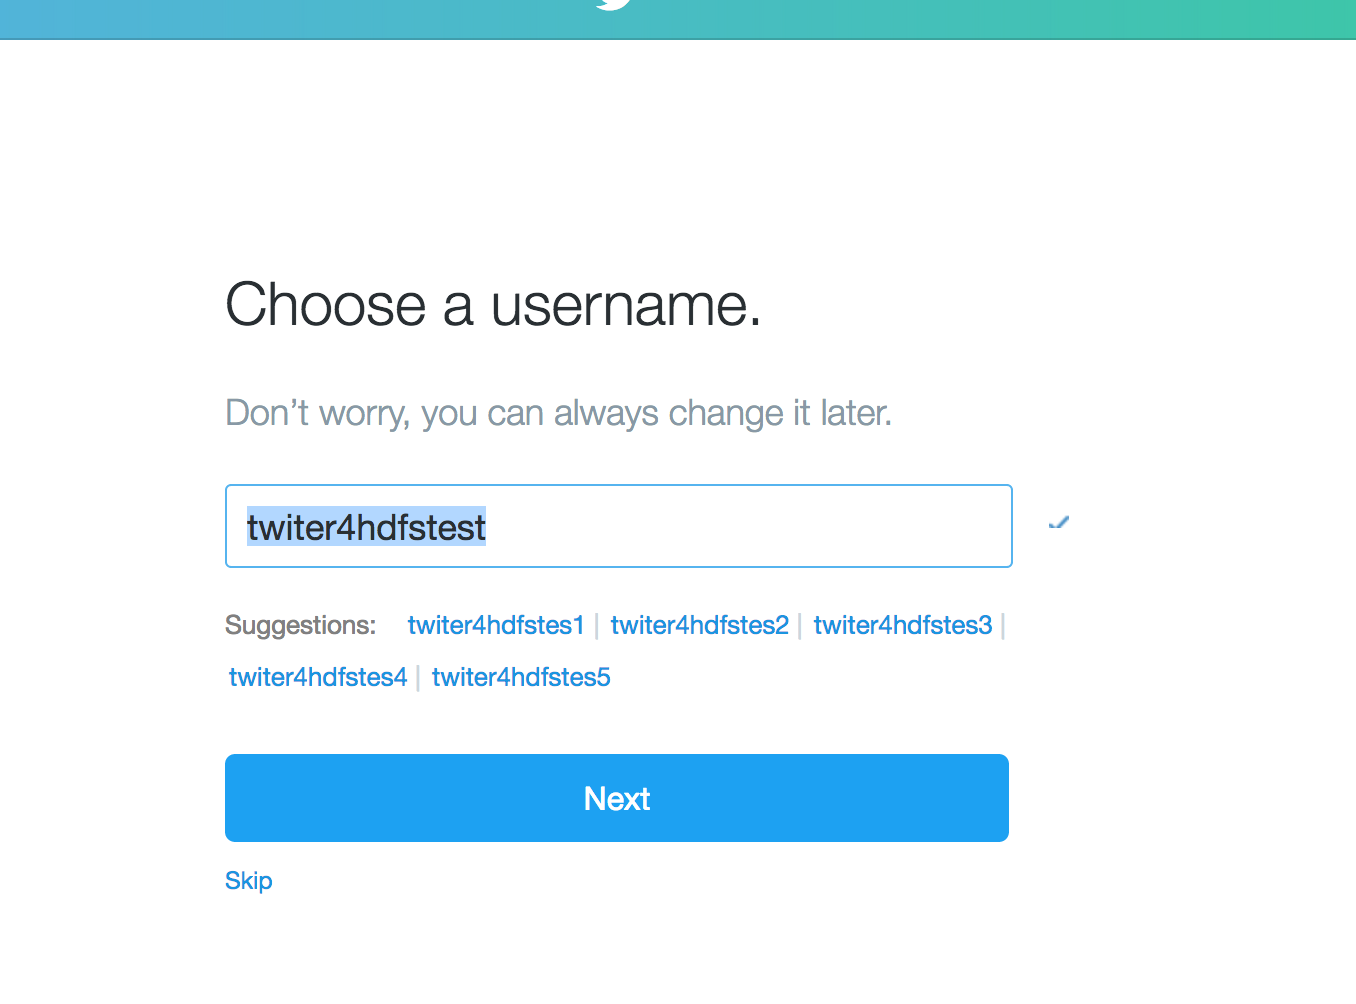 Choose a username.
Don’t worry, you can always change it later.
twiter4hdfstest
Suggestions: twiter4hdfstes1 | twiter4hdfstes2 | twiter4hdfstes3 |
twiter4hdfstes4 | twiter4hdfstes5
Next
Skip